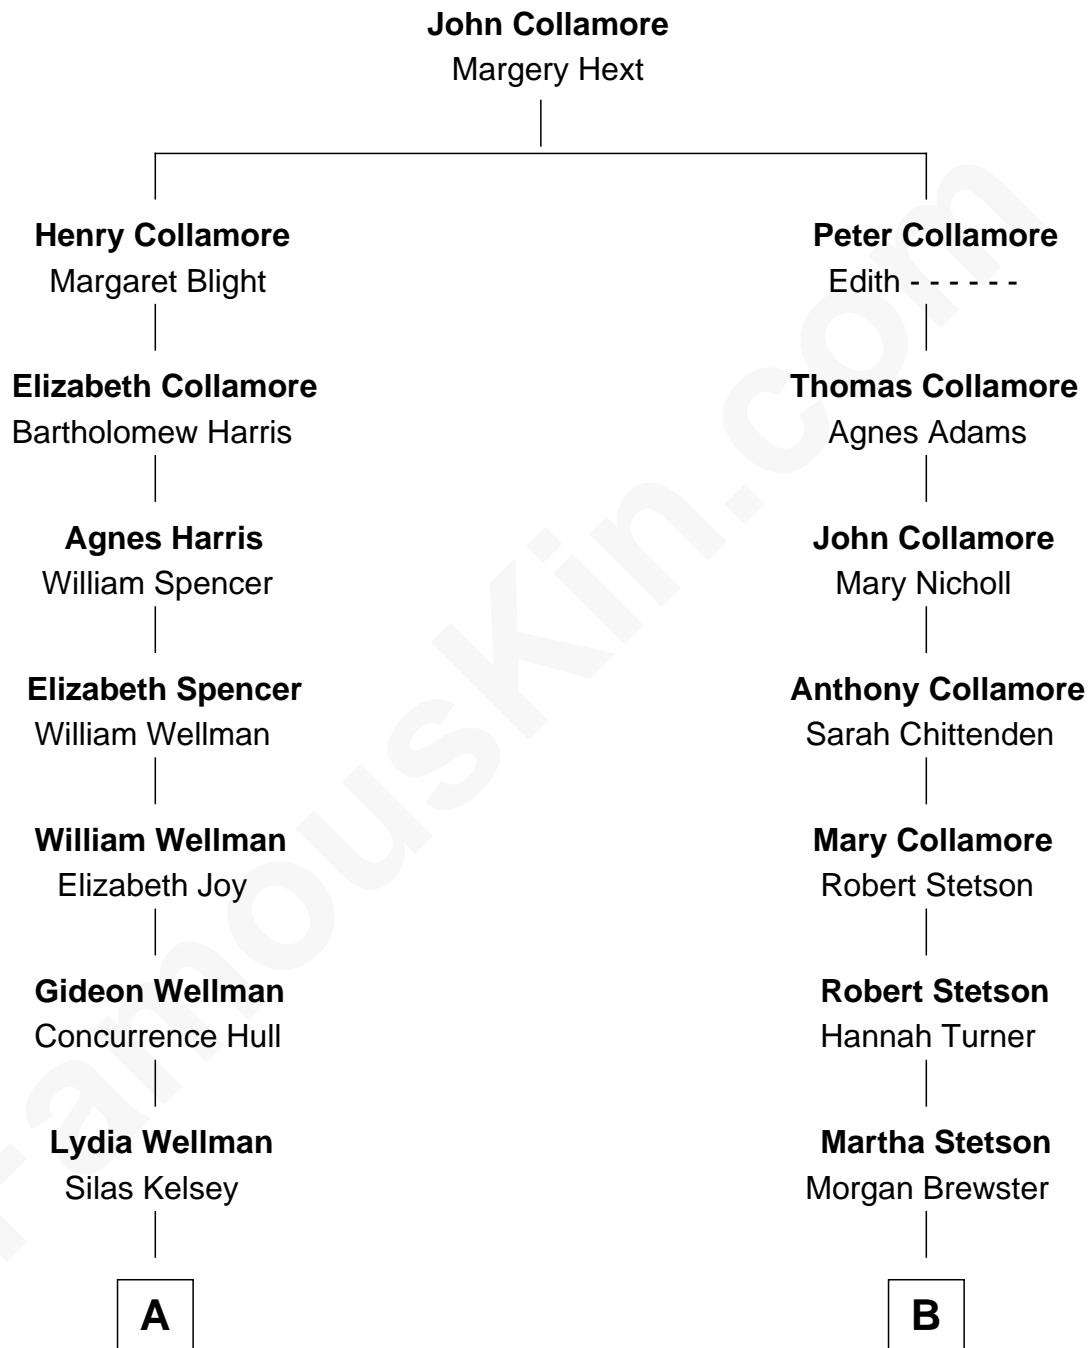 John Collamore
Margery Hext
Henry Collamore
Margaret Blight
Peter Collamore
Edith - - - - - -
Elizabeth Collamore
Bartholomew Harris
Thomas Collamore
Agnes Adams
Agnes Harris
William Spencer
John Collamore
Mary Nicholl
Elizabeth Spencer
William Wellman
Anthony Collamore
Sarah Chittenden
William Wellman
Elizabeth Joy
Mary Collamore
Robert Stetson
Gideon Wellman
Concurrence Hull
Robert Stetson
Hannah Turner
Lydia Wellman
Silas Kelsey
Martha Stetson
Morgan Brewster
A
B
FamousKin.com